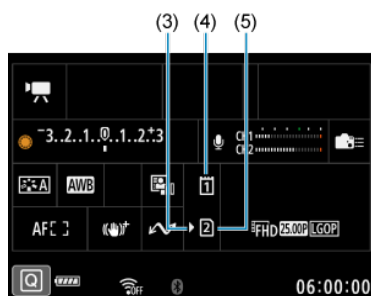 (3) (4) (5)
-3..2..1..0..1..2.+3 CH1 CH2
A AWB 1
AF 2 FHD 25.00P LGOP
Q OFF 06:00:00